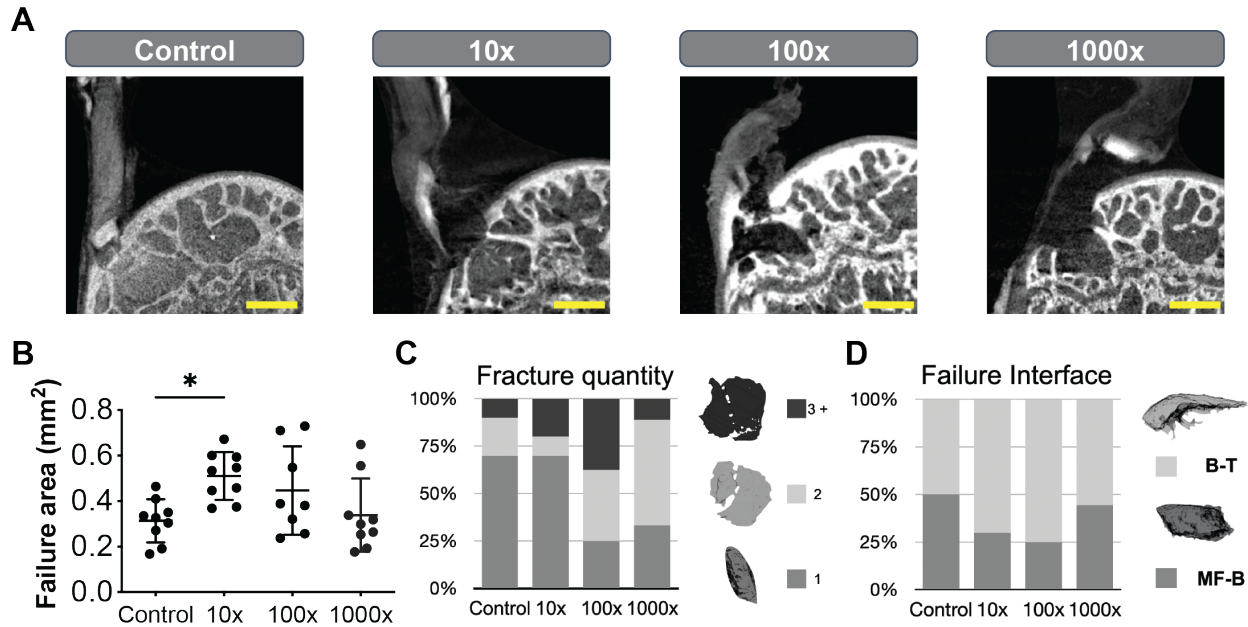 A
Control
10x
100x
1000x
B
Failure area (mm2)
0.8
0.6
0.4
0.2
0.0
*
Control 10x 100x 1000x
C
Fracture quantity
100%
75%
50%
25%
0%
Control 10x 100x 1000x
3 +
2
1
D
Failure Interface
100%
75%
50%
25%
0%
Control 10x 100x 1000x
B-T
MF-B